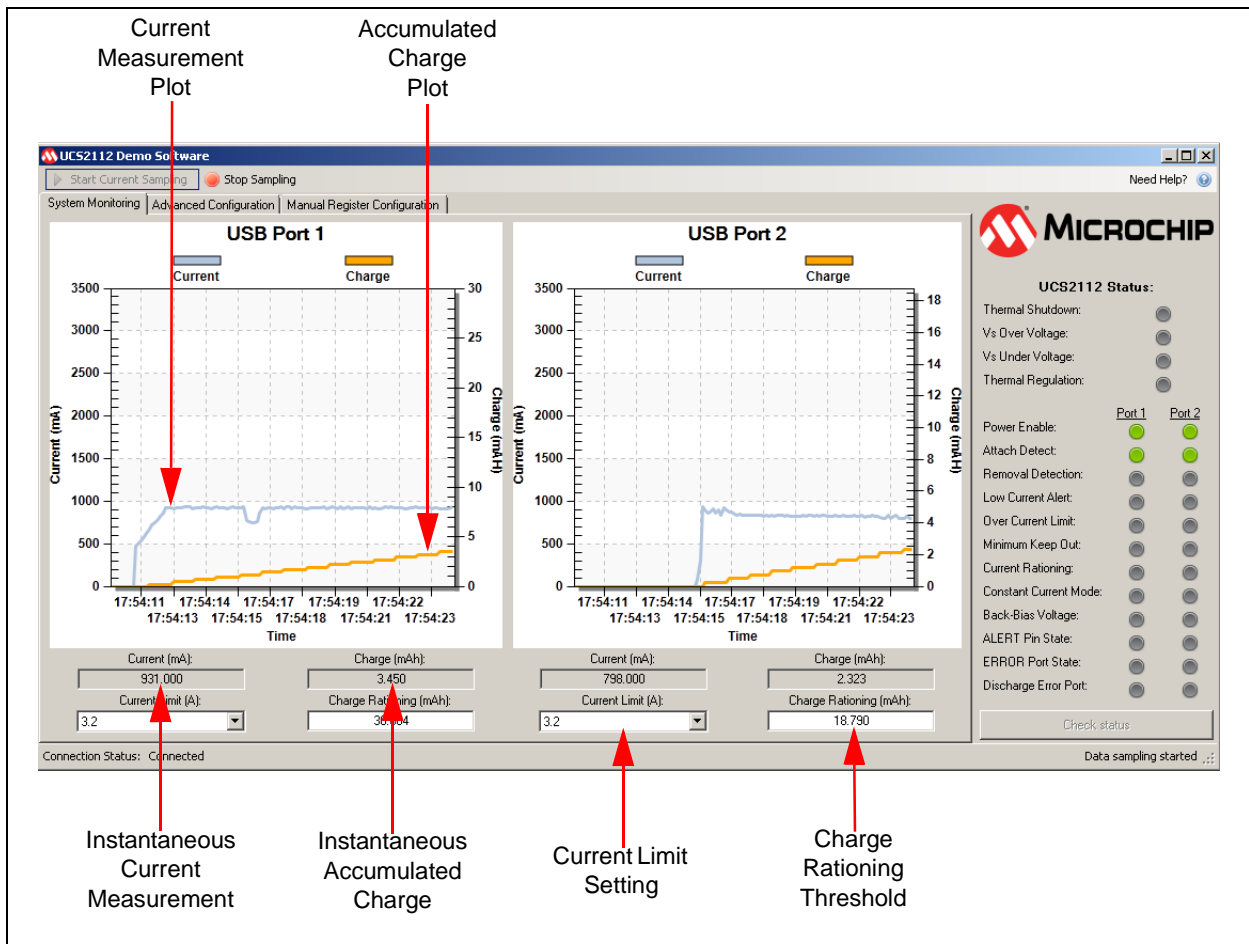 Current
Measurement
Plot
Accumulated
Charge
Plot
UCS2112 Demo Software
Start Current Sampling
Stop Sampling
Need Help?
System Monitoring
Advanced Configuration
Manual Register Configuration
USB Port 1
Current
Charge
3500
3000
2500
2000
1500
1000
500
0
Current (mA)
30
25
20
15
10
5
0
Charge (mAH)
17:54:11 17:54:14 17:54:17 17:54:19 17:54:22
17:54:13 17:54:15 17:54:18 17:54:21 17:54:23
Time
USB Port 2
Current
Charge
3500
3000
2500
2000
1500
1000
500
0
Current (mA)
18
16
14
12
10
8
6
4
2
0
Charge (mAH)
17:54:11 17:54:14 17:54:17 17:54:19 17:54:22
17:54:13 17:54:15 17:54:18 17:54:21 17:54:23
Time
Current (mA):
931.000
Charge (mAh):
3.450
Current Limit (A):
3.2
Charge Rationing (mAh):
Current (mA):
798.000
Charge (mAh):
2.323
Current Limit (A):
3.2
Charge Rationing (mAh):
18.790
MICROCHIP
UCS2112 Status:
Thermal Shutdown:
Vs Over Voltage:
Vs Under Voltage:
Thermal Regulation:
Port 1 Port 2
Power Enable:
Attach Detect:
Removal Detection:
Low Current Alert:
Over Current Limit:
Minimum Keep Out:
Current Rationing:
Constant Current Mode:
Back-Bias Voltage:
ALERT Pin State:
ERROR Port State:
Discharge Error Port:
Check status
Connection Status: Connected
Data sampling started
Instantaneous
Current
Measurement
Instantaneous
Accumulated
Charge
Current Limit
Setting
Charge
Rationing
Threshold